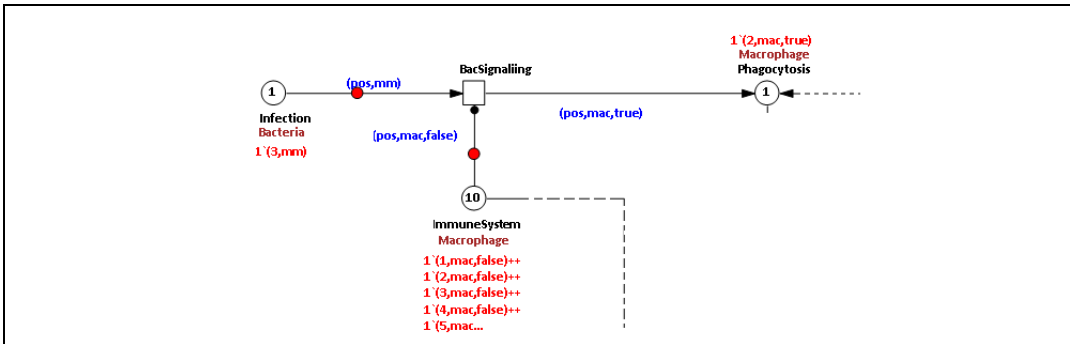 1`(2,mac,true)
Macrophage
Phagocytosis
1
BacSignaliing
(pos,mm)
1
Infection
Bacteria
1`(3,mm)
(pos,mac,true)
(pos,mac,false)
10
ImmuneSystem
Macrophage
1`(1,mac,false)++
1`(2,mac,false)++
1`(3,mac,false)++
1`(4,mac,false)++
1`(5,mac...